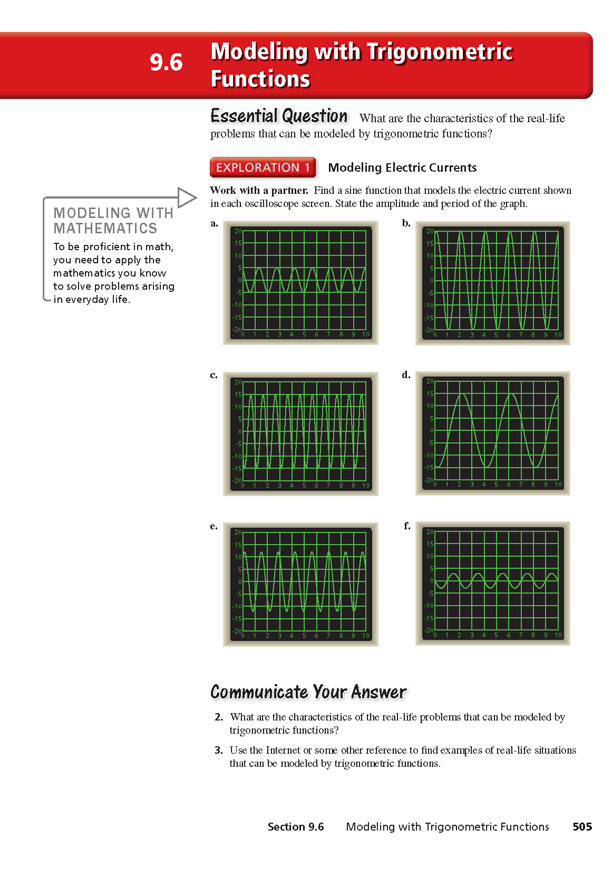 9.6
Modeling with Trigonometric
Functions
Essential Question What are the characteristics of the real-life
problems that can be modeled by trigonometric functions?
EXPLORATION 1 Modeling Electric Currents
Work with a partner. Find a sine function that models the electric current shown
in each oscilloscope screen. State the amplitude and period of the graph.
MODELING WITH
MATHEMATICS
To be proficient in math,
you need to apply the
mathematics you know
to solve problems arising
in everyday life.
a.
20
15
10
5
0
-5
-10
-15
-20
0 1 2 3 4 5 6 7 8 9 10
b.
20
15
10
5
0
-5
-10
-15
-20
0 1 2 3 4 5 6 7 8 9 10
c.
20
15
10
5
0
-5
-10
-15
-20
0 1 2 3 4 5 6 7 8 9 10
d.
20
15
10
5
0
-5
-10
-15
-20
0 1 2 3 4 5 6 7 8 9 10
e.
20
15
10
5
0
-5
-10
-15
-20
0 1 2 3 4 5 6 7 8 9 10
f.
20
15
10
5
0
-5
-10
-15
-20
0 1 2 3 4 5 6 7 8 9 10
Communicate Your Answer
2. What are the characteristics of the real-life problems that can be modeled by
trigonometric functions?
3. Use the Internet or some other reference to find examples of real-life situations
that can be modeled by trigonometric functions.
Section 9.6 Modeling with Trigonometric Functions 505